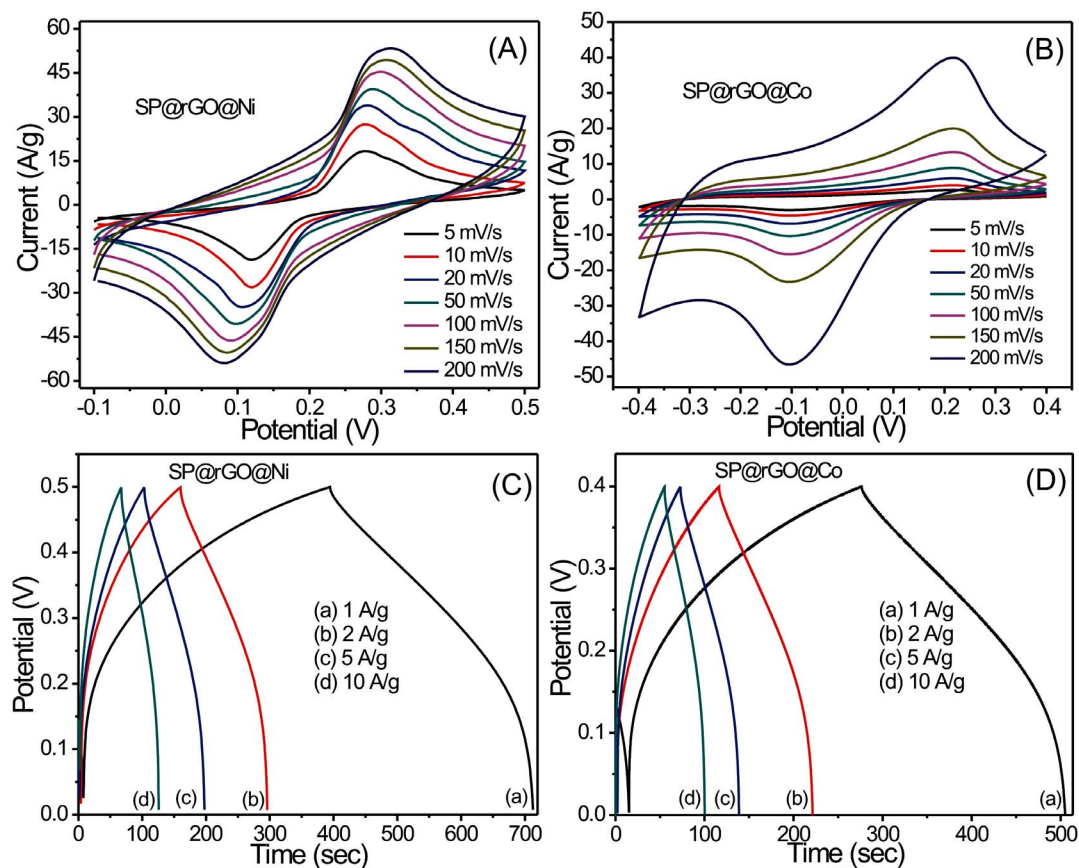 (A)
SP@rGO@Ni
Current (A/g)
60
45
30
15
0
-15
-30
-45
-60
5 mV/s
10 mV/s
20 mV/s
50 mV/s
100 mV/s
150 mV/s
200 mV/s
-0.1 0.0 0.1 0.2 0.3 0.4 0.5
Potential (V)
(B)
SP@rGO@Co
Current (A/g)
50
40
30
20
10
0
-10
-20
-30
-40
-50
5 mV/s
10 mV/s
20 mV/s
50 mV/s
100 mV/s
150 mV/s
200 mV/s
-0.4 -0.3 -0.2 -0.1 0.0 0.1 0.2 0.3 0.4
Potential (V)
SP@rGO@Ni
(C)
Potential (V)
0.5
0.4
0.3
0.2
0.1
0.0
(a) 1 A/g
(b) 2 A/g
(c) 5 A/g
(d) 10 A/g
(d) (c) (b) (a)
0 100 200 300 400 500 600 700
Time (sec)
SP@rGO@Co
(D)
Potential (V)
0.4
0.3
0.2
0.1
0.0
(a) 1 A/g
(b) 2 A/g
(c) 5 A/g
(d) 10 A/g
(d) (c) (b) (a)
0 100 200 300 400 500
Time (sec)